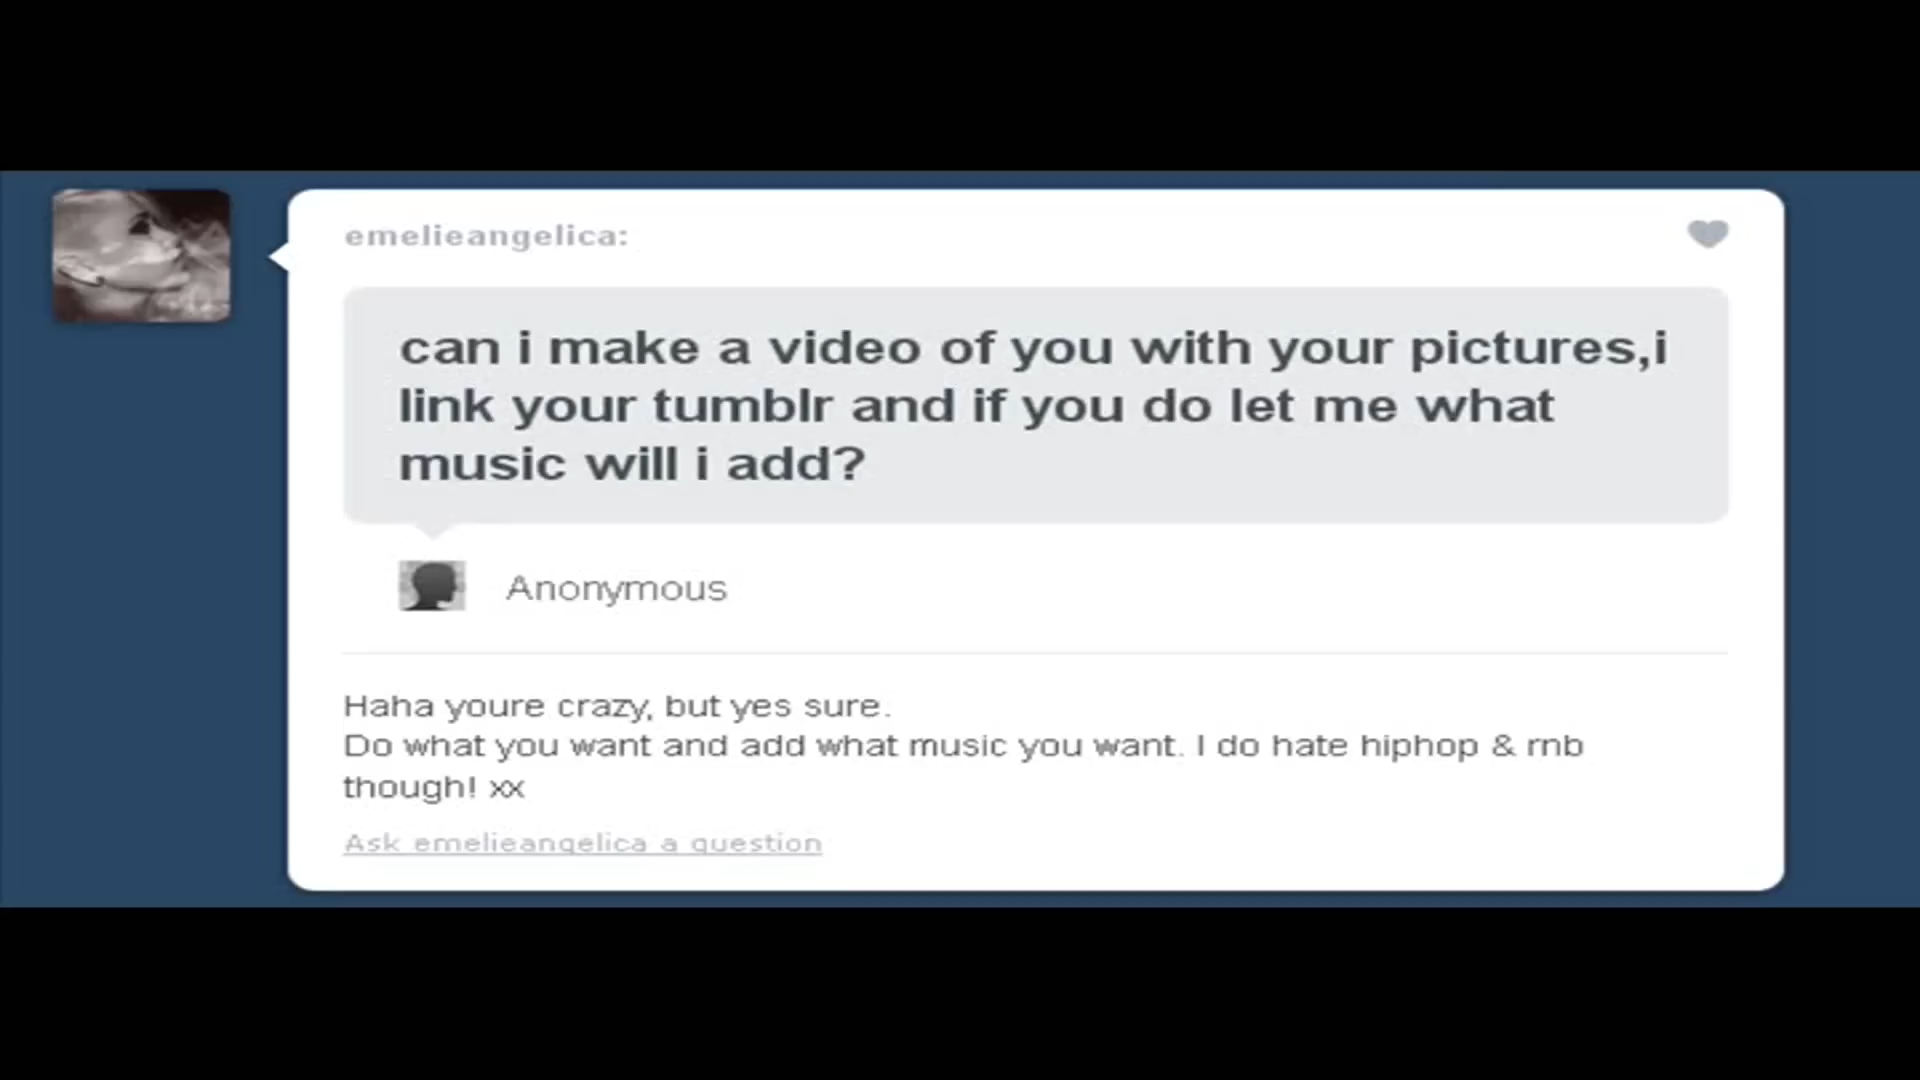 emelieangelica:
can i make a video of you with your pictures,i
link your tumblr and if you do let me what
music will i add?
Anonymous
Haha youre crazy, but yes sure.
Do what you want and add what music you want. I do hate hiphop & rnb
though! xx
Ask emelieangelica a question